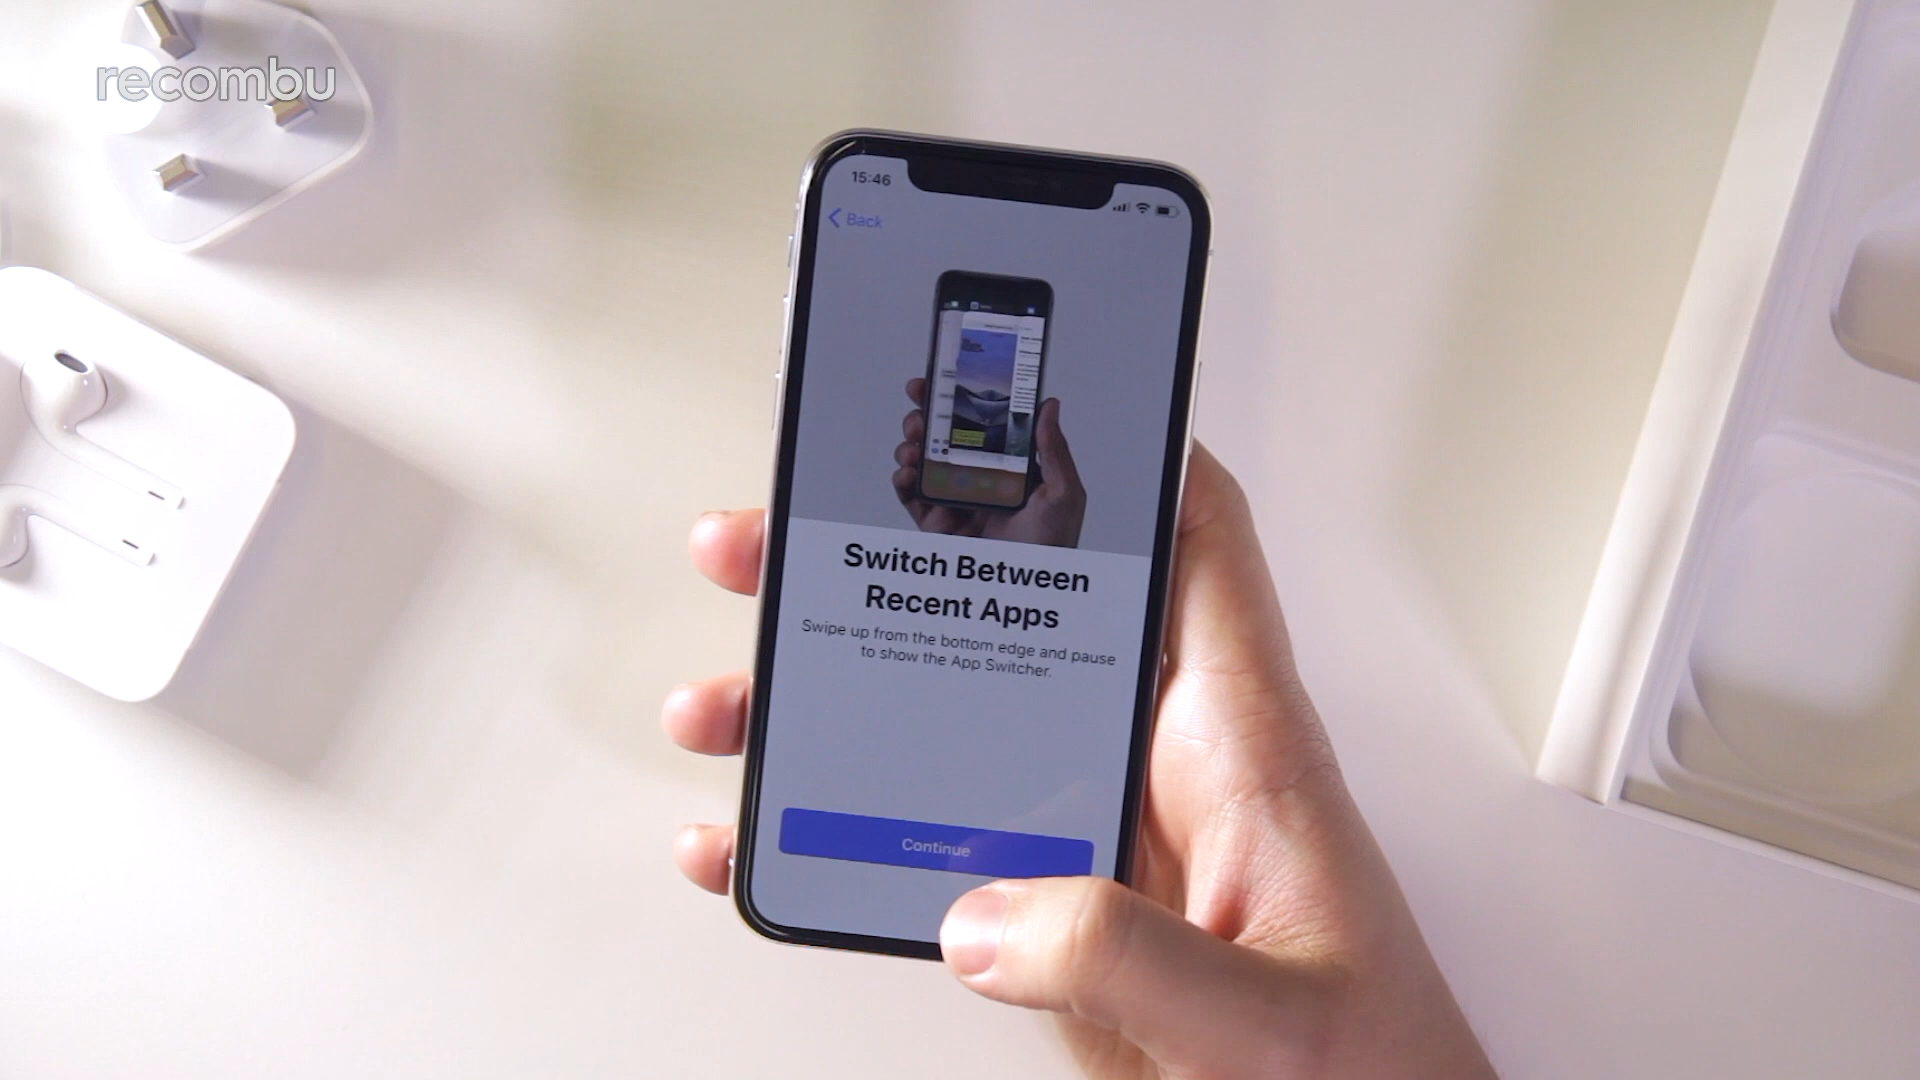 recombu
15:46
Back
Switch Between
Recent Apps
Swipe up from the bottom edge and pause
to show the App Switcher.
Continue